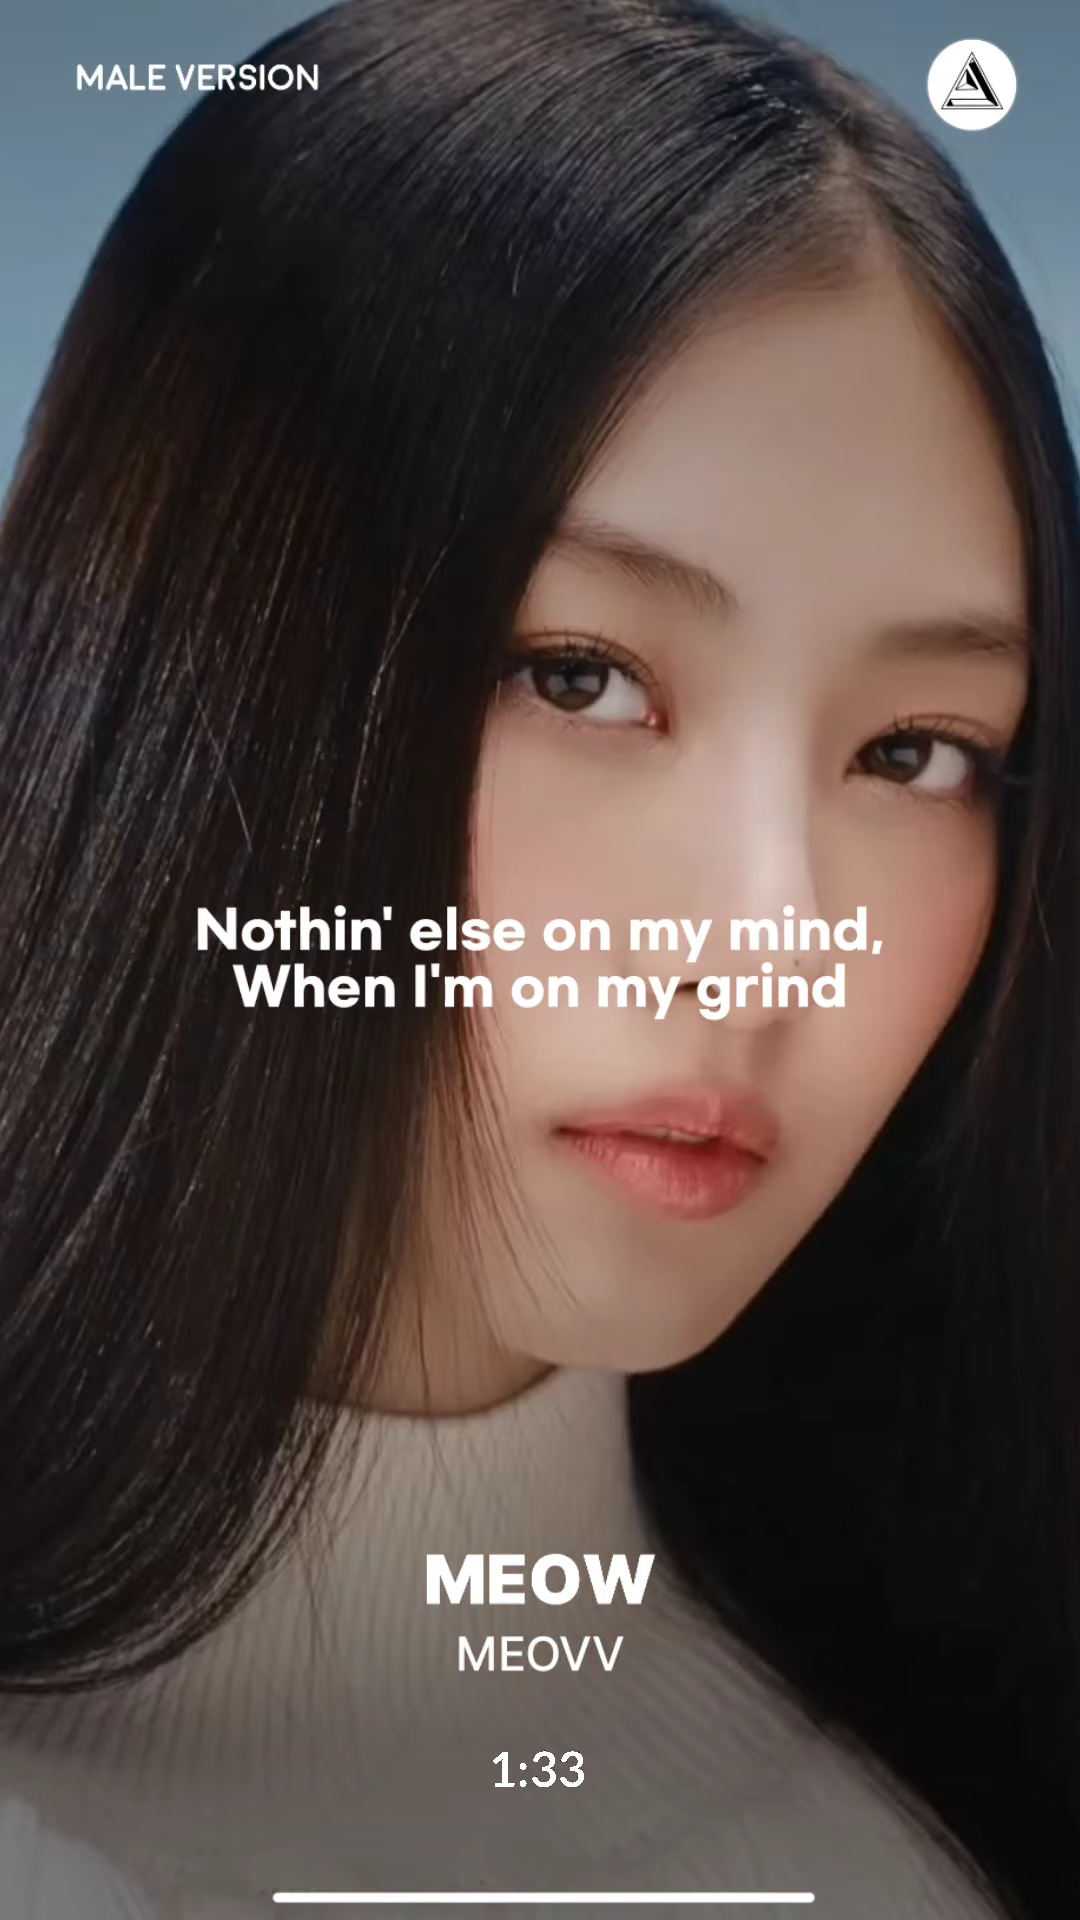 MALE VERSION
Nothin' else on my mind,
When I'm on my grind
MEOW
MEOVV
1:33